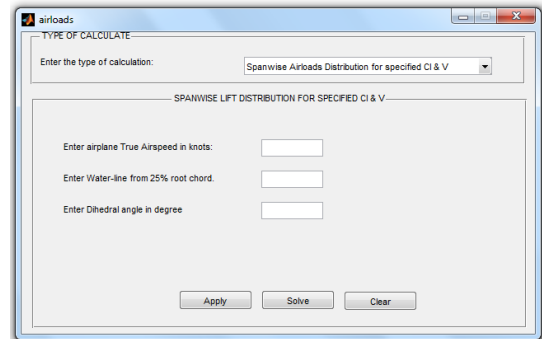 airloads
TYPE OF CALCULATE
Enter the type of calculation:
Spanwise Airloads Distribution for specified Cl & V
SPANWISE LIFT DISTRIBUTION FOR SPECIFIED Cl & V
Enter airplane True Airspeed in knots:
Enter Water-line from 25% root chord.
Enter Dihedral angle in degree
Apply Solve Clear